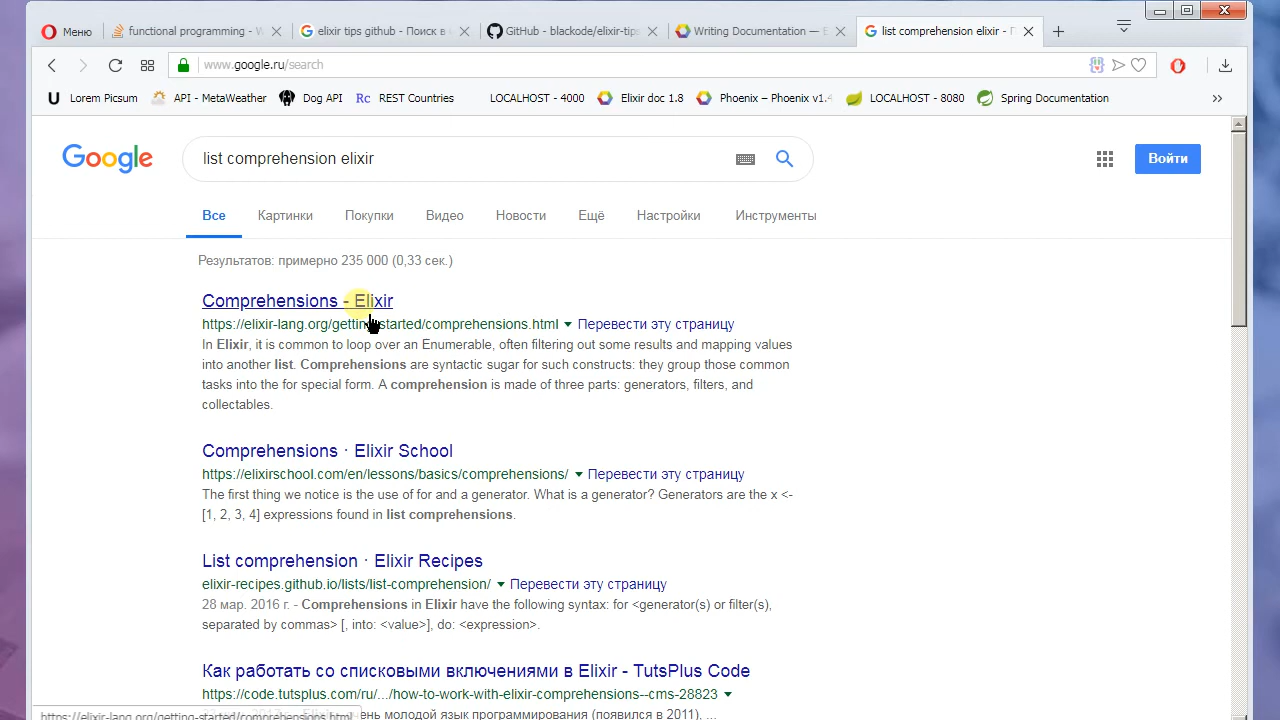 Меню
functional programming - W
elixir tips github - Поиск в
GitHub - blackode/elixir-tips
Writing Documentation — E
list comprehension elixir - П
www.google.ru/search
U Lorem Picsum
API - MetaWeather
Dog API
Rc REST Countries
LOCALHOST - 4000
Elixir doc 1.8
Phoenix – Phoenix v1.4
LOCALHOST - 8080
Spring Documentation
»
Google
list comprehension elixir
Войти
Все Картинки Покупки Видео Новости Ещё Настройки Инструменты
Результатов: примерно 235 000 (0,33 сек.)
Comprehensions - Elixir
https://elixir-lang.org/getting-started/comprehensions.html Перевести эту страницу
In Elixir, it is common to loop over an Enumerable, often filtering out some results and mapping values
into another list. Comprehensions are syntactic sugar for such constructs: they group those common
tasks into the for special form. A comprehension is made of three parts: generators, filters, and
collectables.
Comprehensions · Elixir School
https://elixirschool.com/en/lessons/basics/comprehensions/ Перевести эту страницу
The first thing we notice is the use of for and a generator. What is a generator? Generators are the x <-
[1, 2, 3, 4] expressions found in list comprehensions.
List comprehension · Elixir Recipes
elixir-recipes.github.io/lists/list-comprehension/ Перевести эту страницу
28 мар. 2016 г. - Comprehensions in Elixir have the following syntax: for <generator(s) or filter(s),
separated by commas> [, into: <value>], do: <expression>.
Как работать со списковыми включениями в Elixir - TutsPlus Code
https://code.tutsplus.com/ru/.../how-to-work-with-elixir-comprehensions--cms-28823
молодой язык программирования (появился в 2011), ...
https://elixir-lang.org/getting-started/comprehensions.html